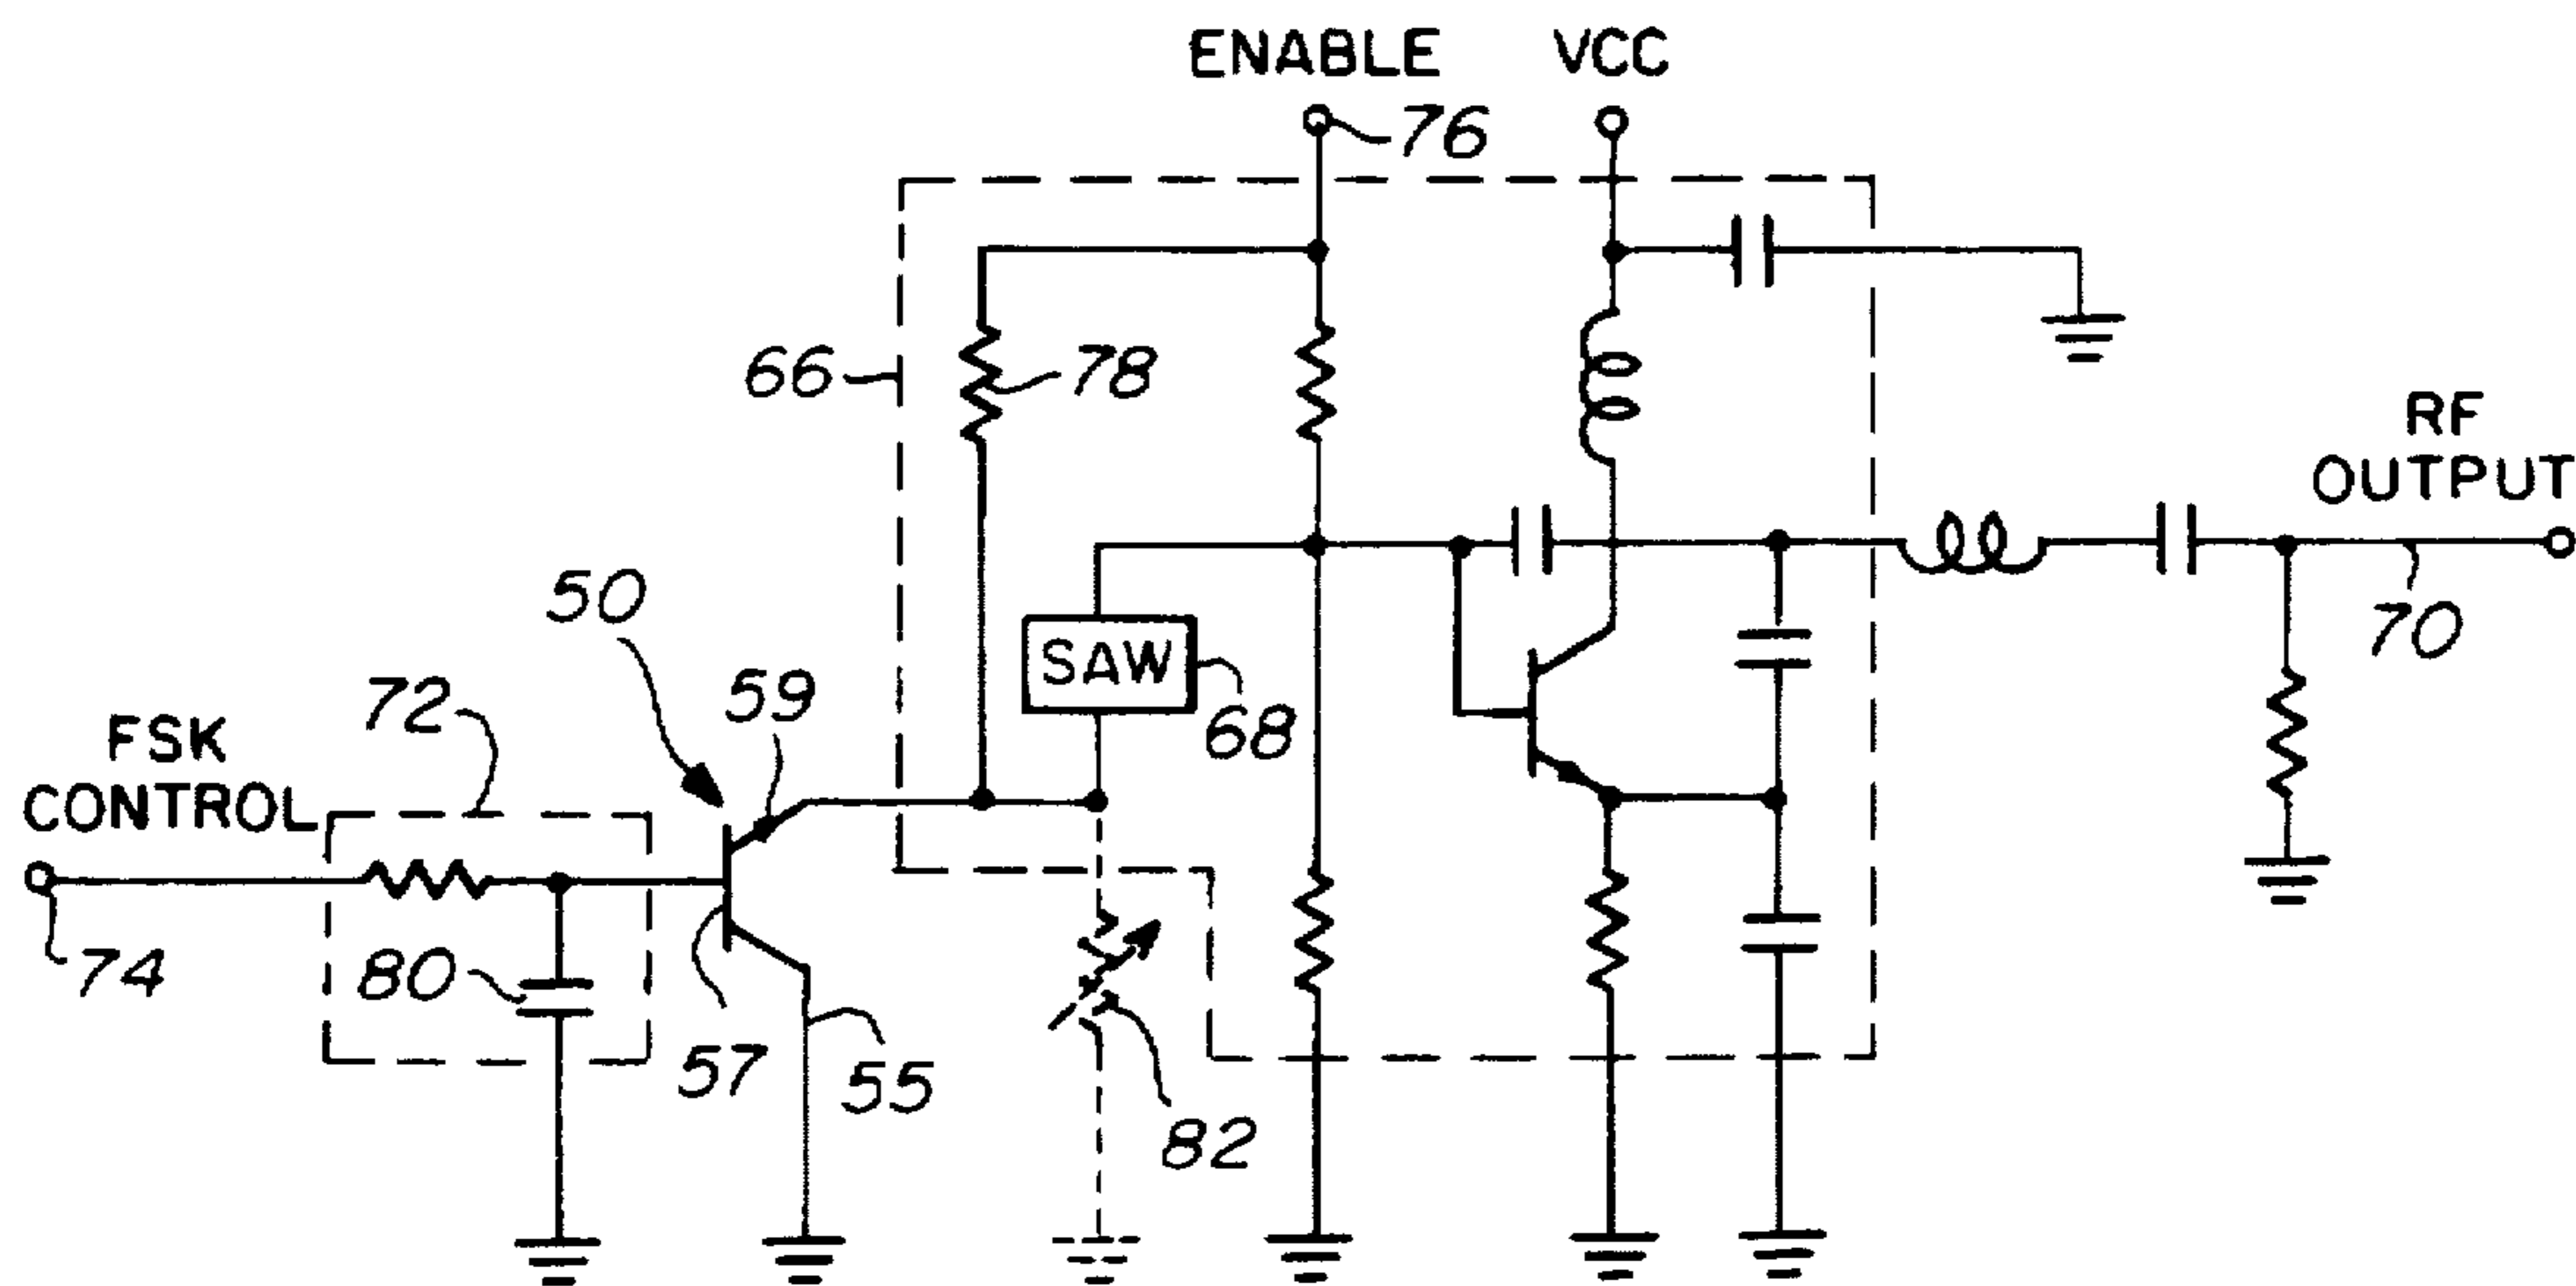 ENABLE
VCC
76
66
78
RF
OUTPUT
50
59
SAW
68
70
72
FSK
CONTROL
74
80
57
55
82